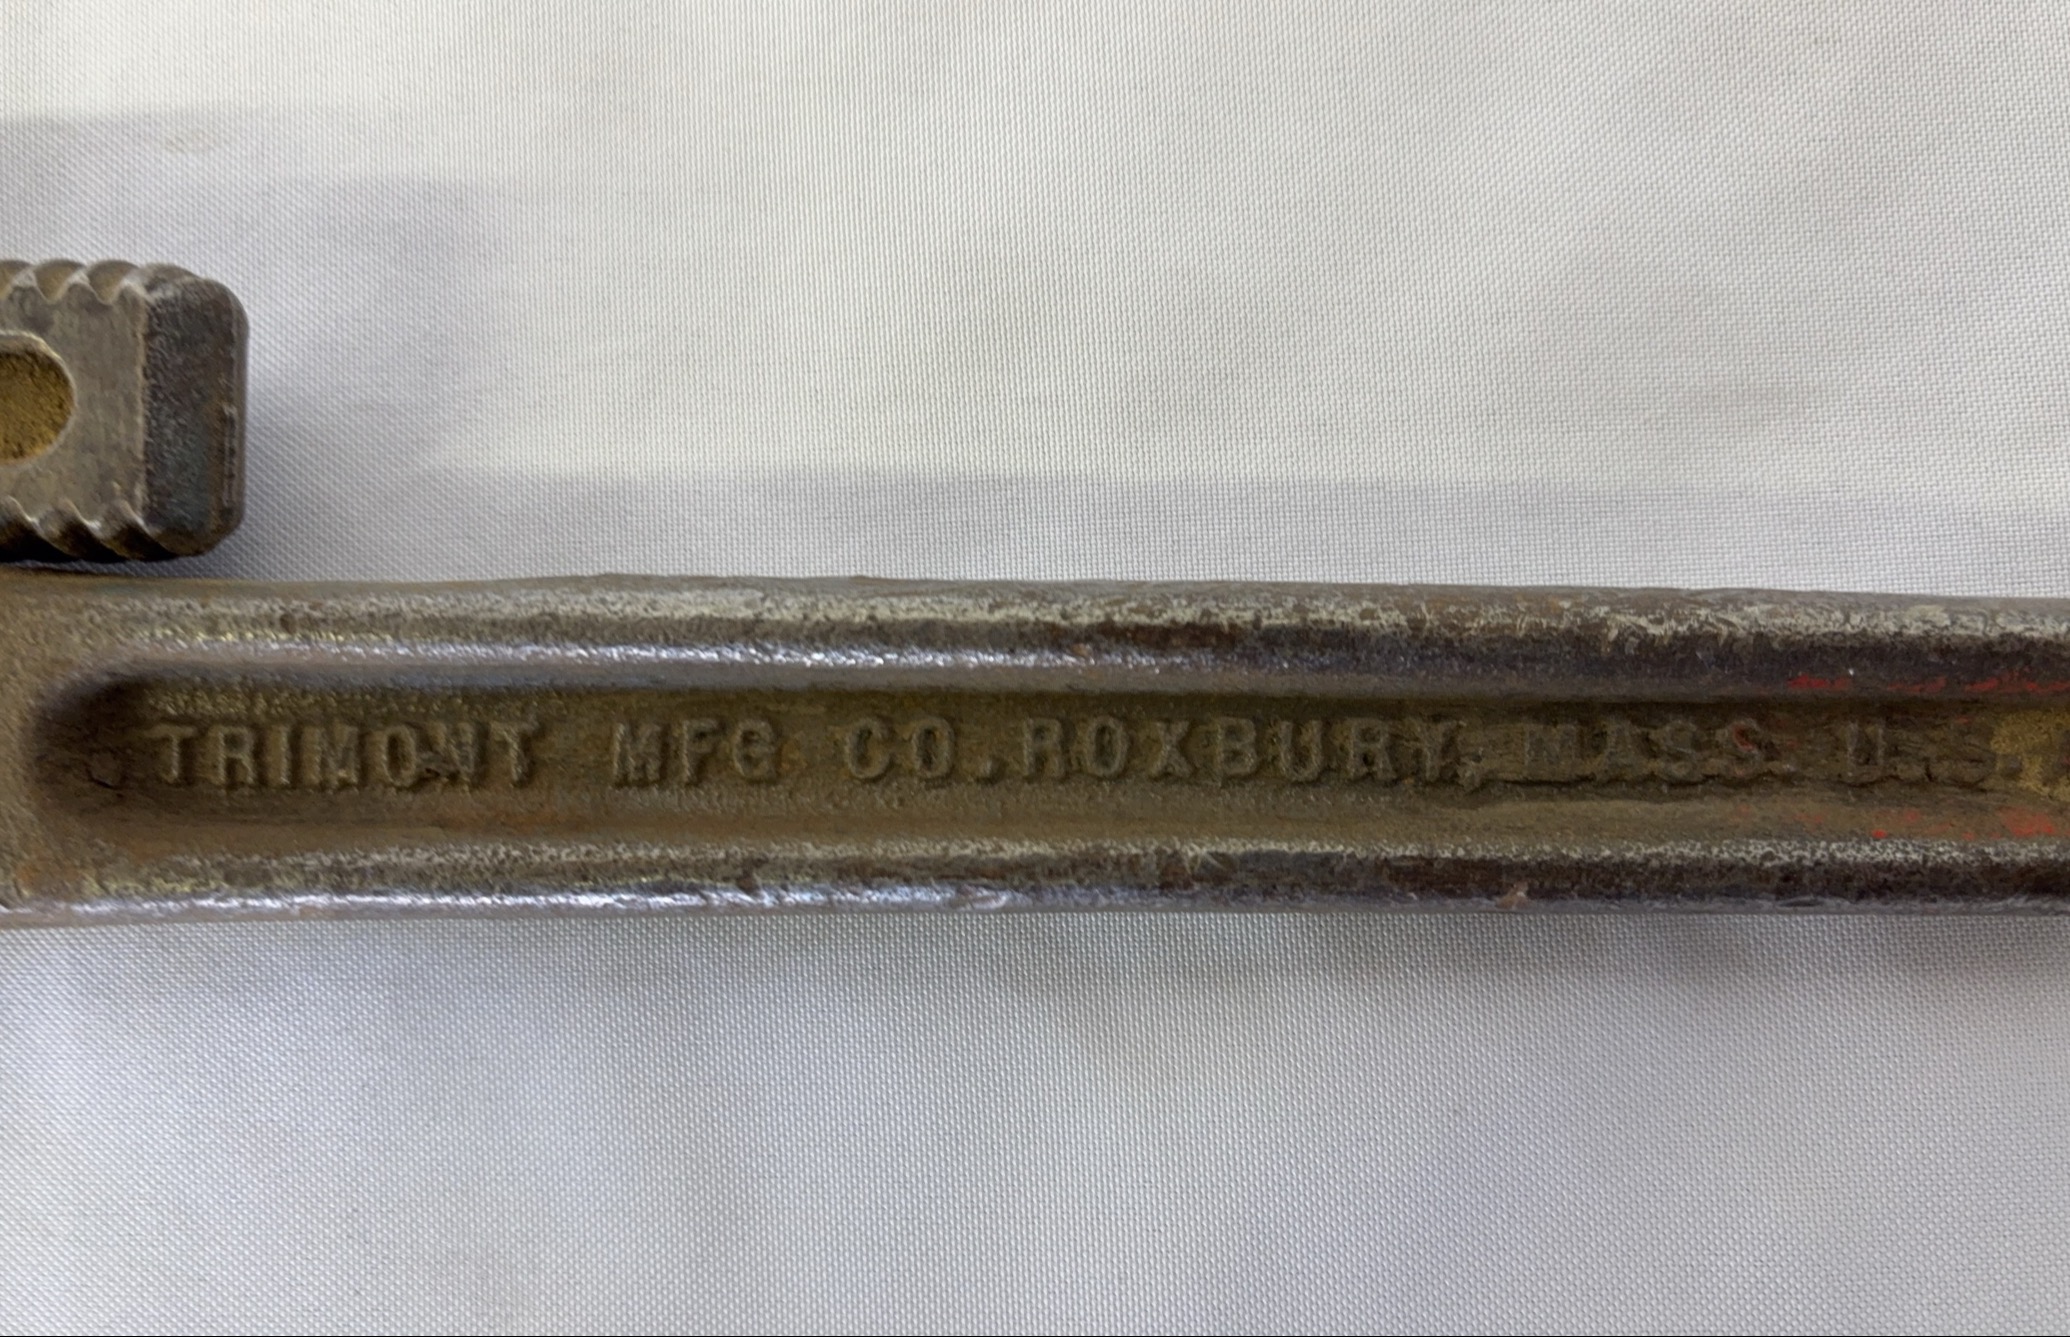 TRIMONT MFG CO. ROXBURY, MASS. U.S.